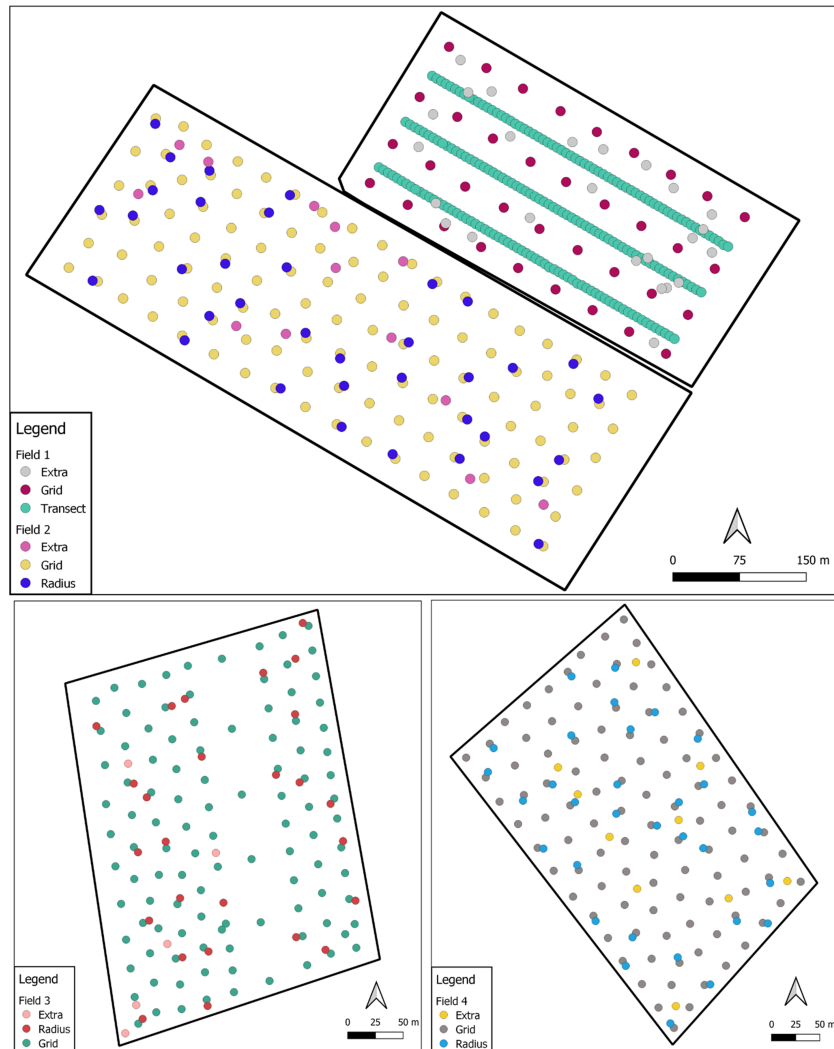 Legend
Field 1
Extra
Grid
Transect
Field 2
Extra
Grid
Radius
0 75 150 m
Legend
Field 3
Extra
Radius
Grid
0 25 50 m
Legend
Field 4
Extra
Grid
Radius
0 25 50 m